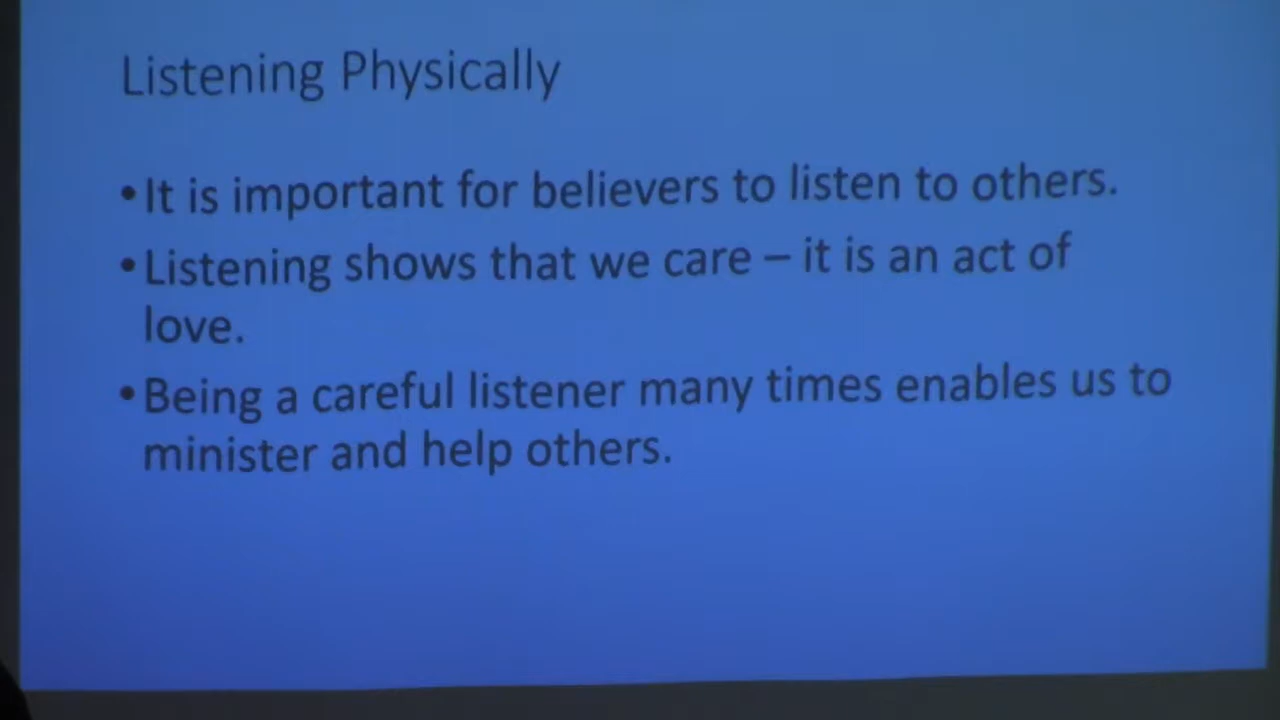 Listening Physically
•It is important for believers to listen to others.
•Listening shows that we care – it is an act of
love.
•Being a careful listener many times enables us to
minister and help others.